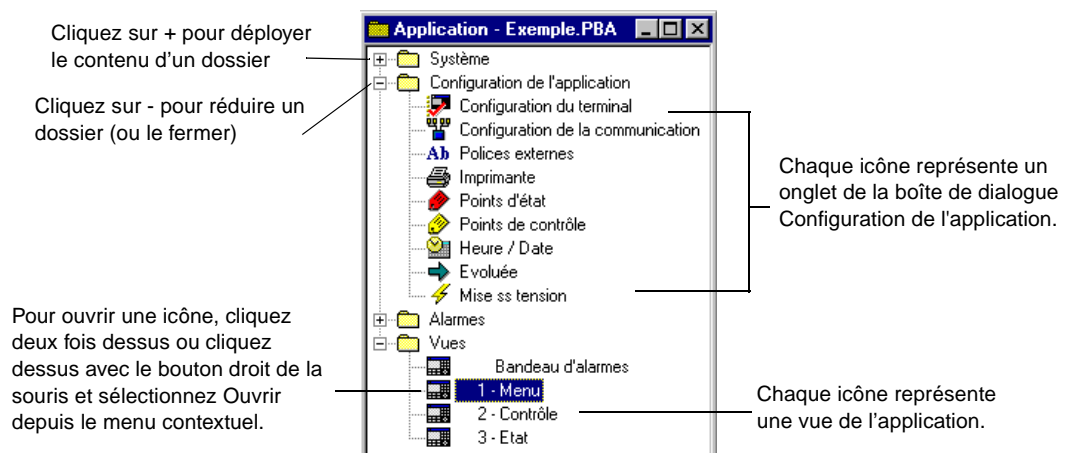 Cliquez sur + pour déployer
le contenu d'un dossier
Cliquez sur - pour réduire un
dossier (ou le fermer)
Pour ouvrir une icône, cliquez
deux fois dessus ou cliquez
dessus avec le bouton droit de la
souris et sélectionnez Ouvrir
depuis le menu contextuel.
Application - Exemple.PBA
Système
Configuration de l'application
Configuration du terminal
Configuration de la communication
Ab Polices externes
Imprimante
Points d'état
Points de contrôle
Heure / Date
Evoluée
Mise ss tension
Alarmes
Vues
Bandeau d'alarmes
1 - Menu
2 - Contrôle
3 - Etat
Chaque icône représente un
onglet de la boîte de dialogue
Configuration de l'application.
Chaque icône représente
une vue de l'application.